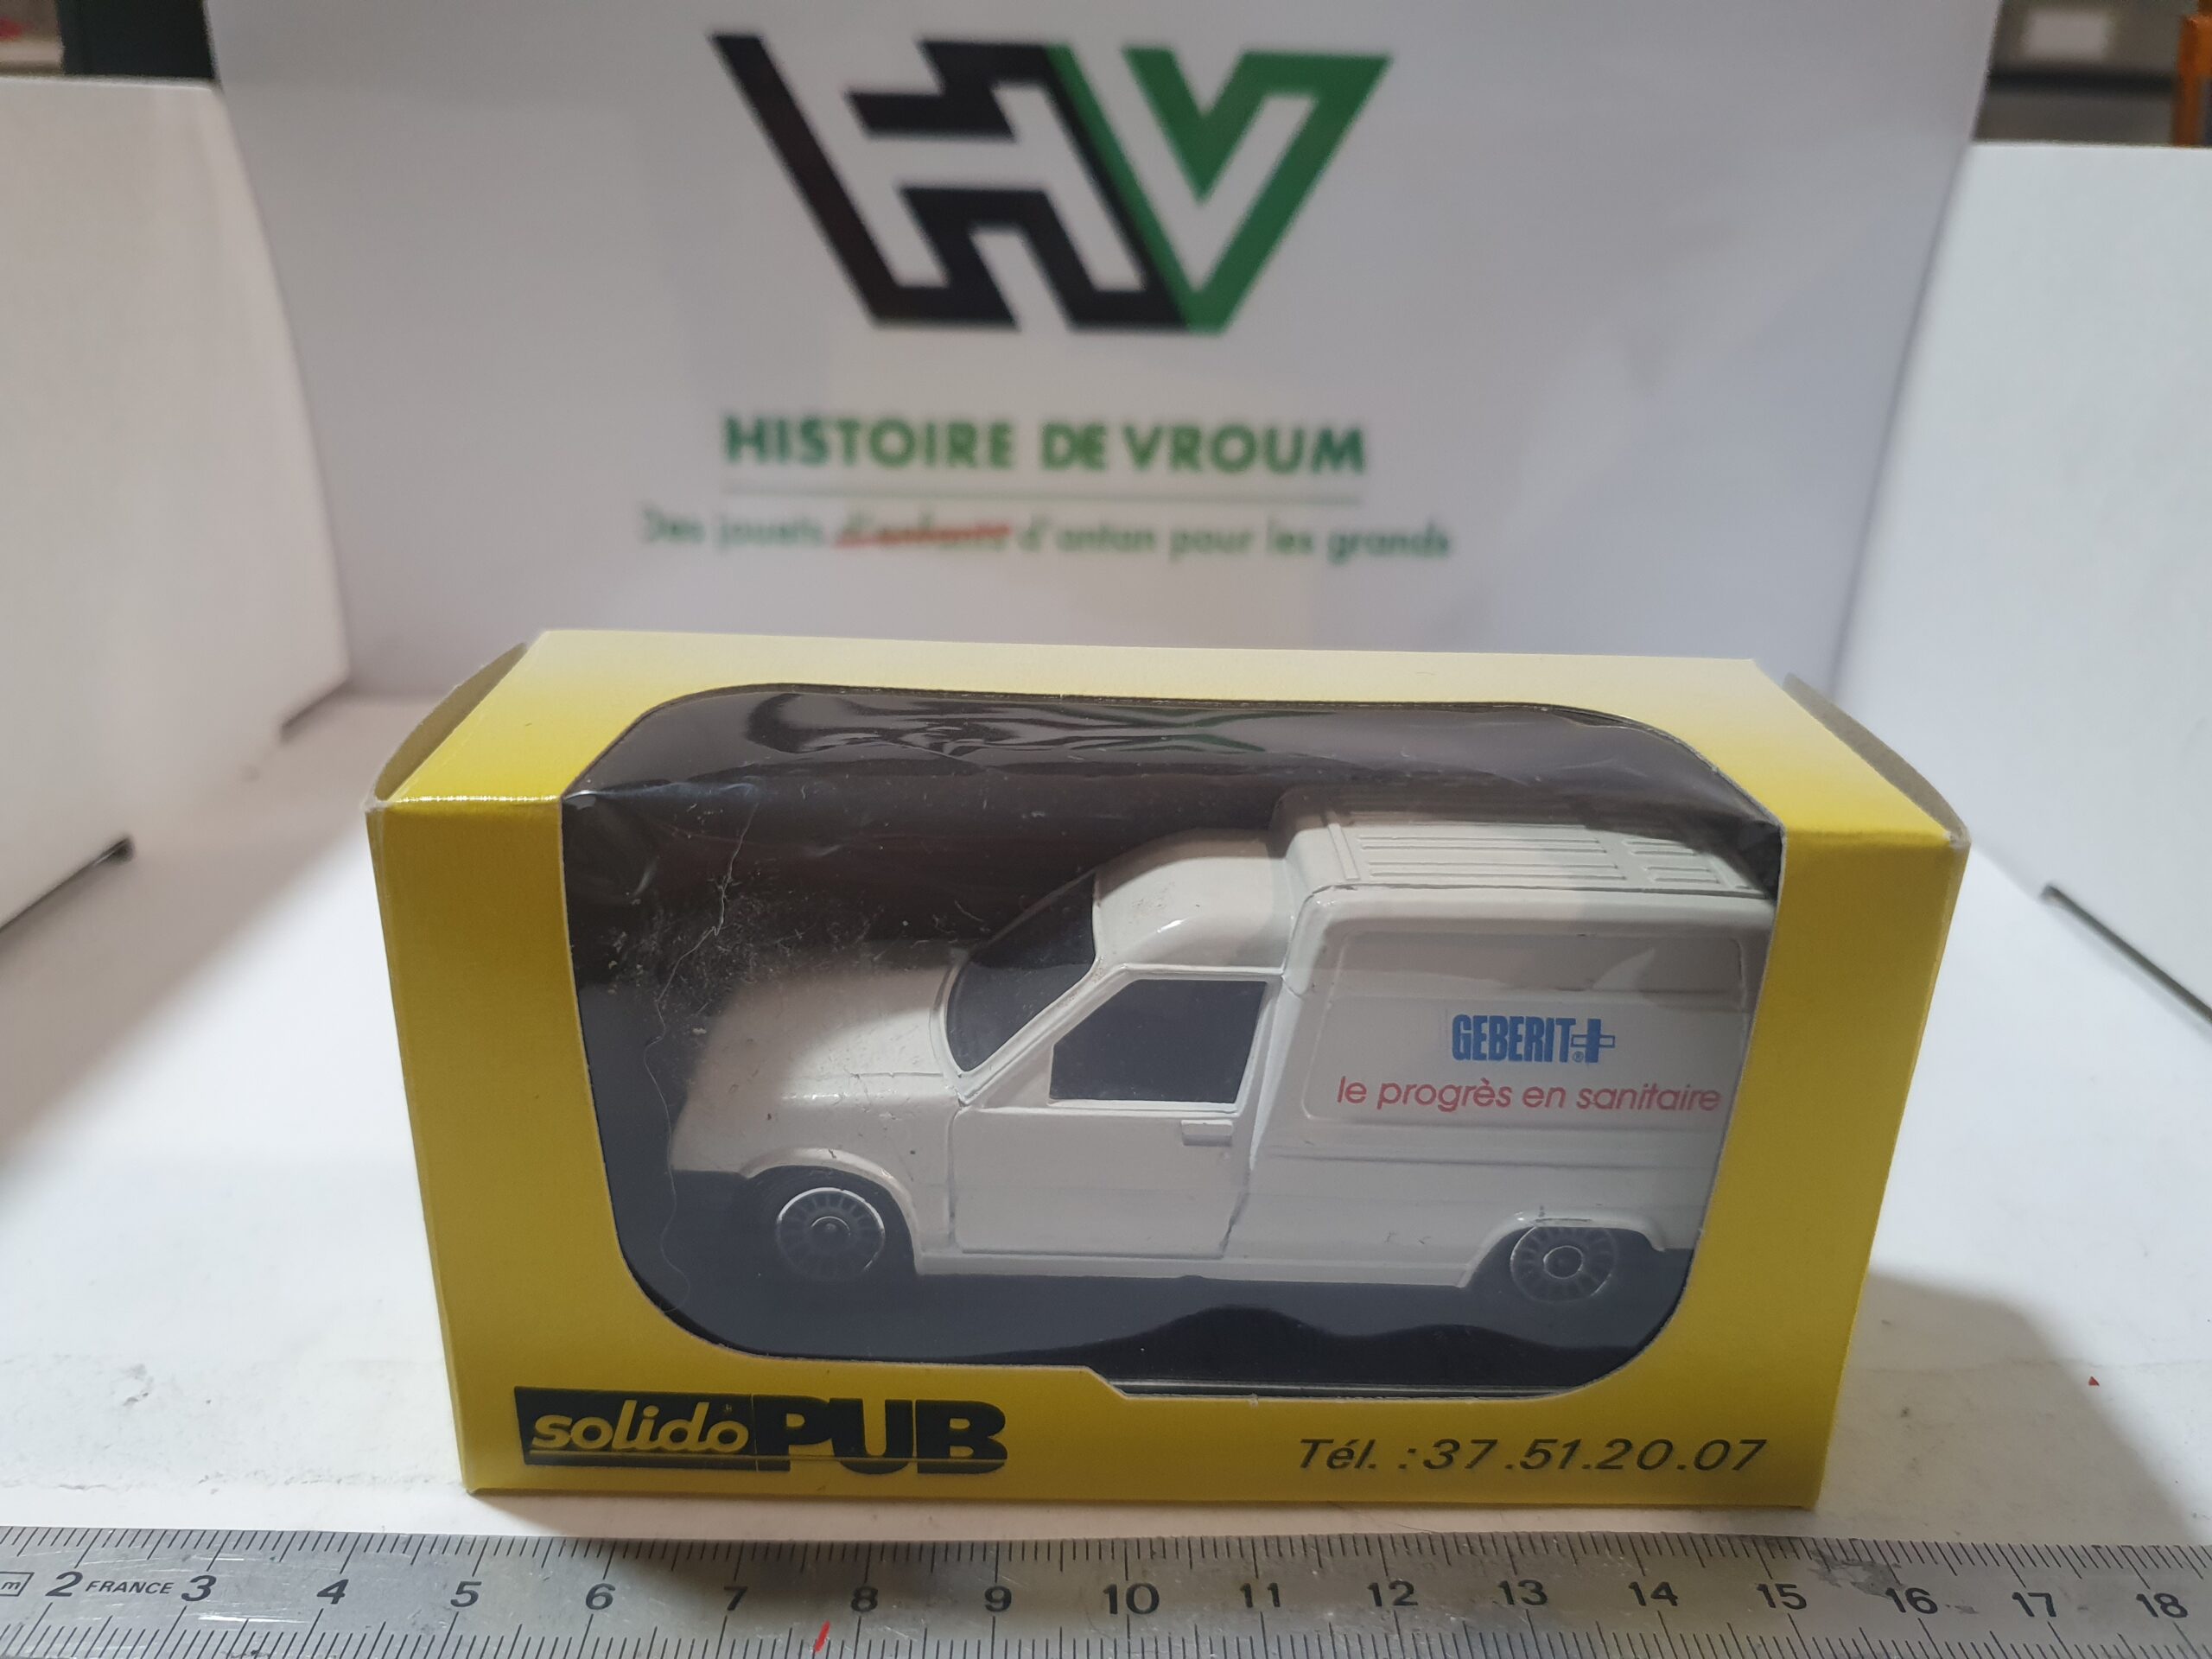 HV
HISTOIRE DE VROUM
Des jouets d'enfants d'antan pour les grands
GEBERIT®
le progrès en sanitaire
solido PUB
Tél. : 37.51.20.07
m 2 FRANCE 3 4 5 6 7 8 9 10 11 12 13 14 15 16 17 18